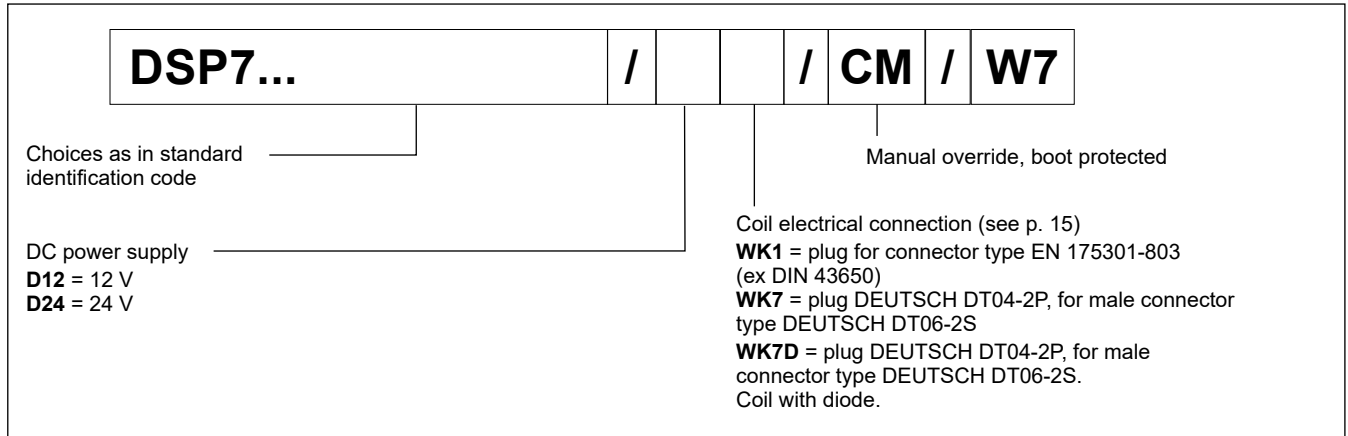 DSP7... / / CM / W7
Choices as in standard
identification code
Manual override, boot protected
DC power supply
D12 = 12 V
D24 = 24 V
Coil electrical connection (see p. 15)
WK1 = plug for connector type EN 175301-803
(ex DIN 43650)
WK7 = plug DEUTSCH DT04-2P, for male connector
type DEUTSCH DT06-2S
WK7D = plug DEUTSCH DT04-2P, for male
connector type DEUTSCH DT06-2S.
Coil with diode.